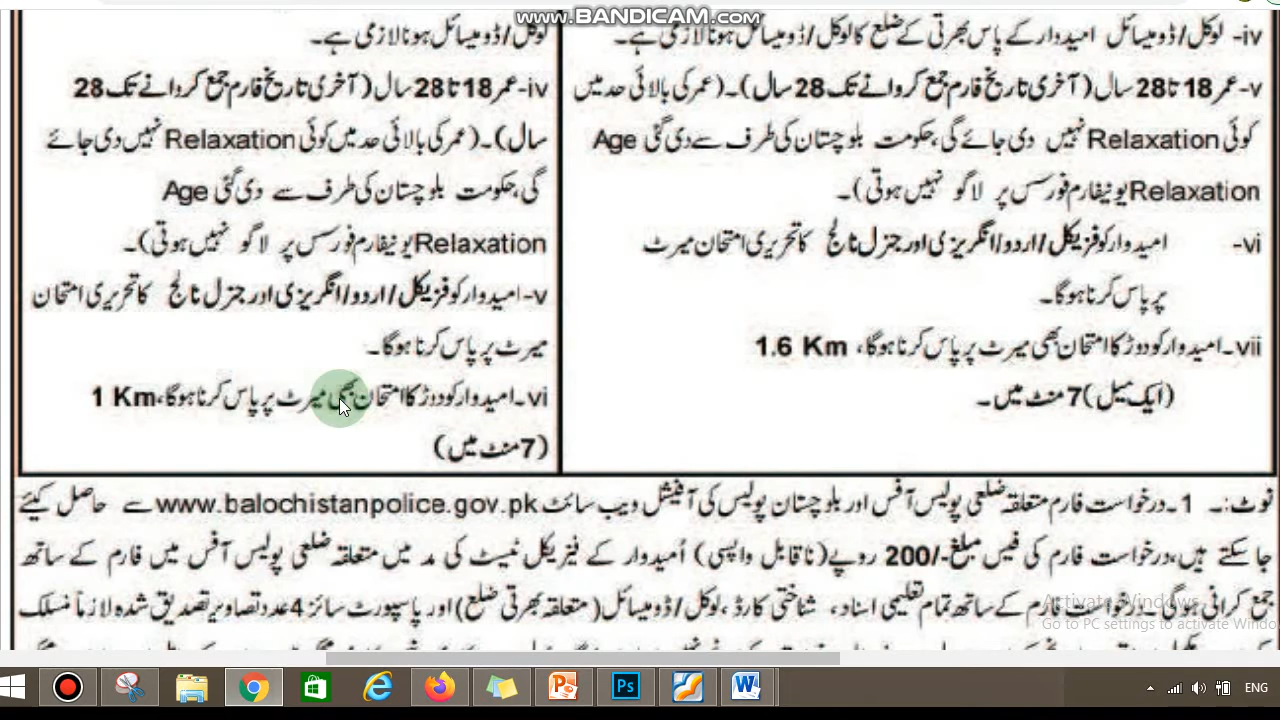 www.BANDICAM.com
iv- لوکل/ڈومیسائل امیدوار کے پاس بھرتی کے ضلع کا لوکل/ڈومیسائل ہونا لازمی ہے۔
v- عمر 18 تا 28 سال (آخری تاریخ فارم جمع کروانے تک 28 سال)۔ (عمر کی بالائی حد میں
کوئی Relaxation نہیں دی جائے گی، حکومت بلوچستان کی طرف سے دی گئی Age
Relaxation یونیفارم فورسس پر لاگو نہیں ہوتی)۔
vi- امیدوار کو فزیکل/اردو/انگریزی اور جنرل نالج کا تحریری امتحان میرٹ
پر پاس کرنا ہوگا۔
vii۔ امیدوار کو دوڑ کا امتحان بھی میرٹ پر پاس کرنا ہوگا، 1.6 Km
(ایک میل) 7 منٹ میں۔
لوکل/ڈومیسائل ہونا لازمی ہے۔
iv- عمر 18 تا 28 سال (آخری تاریخ فارم جمع کروانے تک 28
سال)۔ (عمر کی بالائی حد میں کوئی Relaxation نہیں دی جائے
گی، حکومت بلوچستان کی طرف سے دی گئی Age
Relaxation یونیفارم فورسس پر لاگو نہیں ہوتی)۔
v- امیدوار کو فزیکل/اردو/انگریزی اور جنرل نالج کا تحریری امتحان
میرٹ پر پاس کرنا ہوگا۔
vi۔ امیدوار کو دوڑ کا امتحان بھی میرٹ پر پاس کرنا ہوگا، 1 Km
(7 منٹ میں)
نوٹ:۔ 1۔ درخواست فارم متعلقہ ضلعی پولیس آفس اور بلوچستان پولیس کی آفیشل ویب سائٹ www.balochistanpolice.gov.pk سے حاصل کیئے
جا سکتے ہیں، درخواست فارم کی فیس مبلغ -/200 روپے (ناقابل واپسی) اُمیدوار کے فیزیکل ٹیسٹ کی مد میں متعلقہ ضلعی پولیس آفس میں فارم کے ساتھ
جمع کرانی ہوگی۔ درخواست فارم کے ساتھ تمام تعلیمی اسناد، شناختی کارڈ، لوکل/ڈومیسائل (متعلقہ بھرتی ضلع) اور پاسپورٹ سائز 4 عدد تصاویر تصدیق شدہ لازماً منسلک
Activate Windows
Go to PC settings to activate Windo
ENG